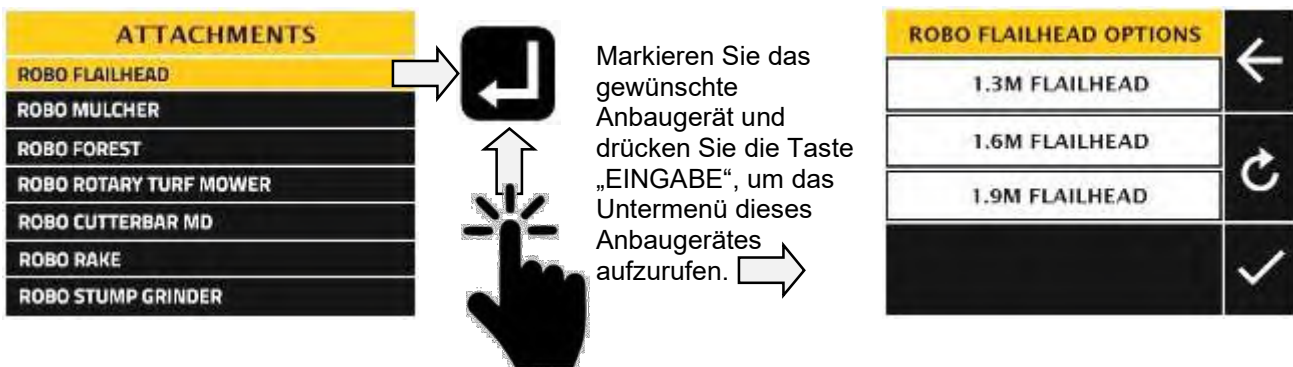 ATTACHMENTS
ROBO FLAILHEAD
ROBO MULCHER
ROBO FOREST
ROBO ROTARY TURF MOWER
ROBO CUTTERBAR MD
ROBO RAKE
ROBO STUMP GRINDER
Markieren Sie das
gewünschte
Anbaugerät und
drücken Sie die Taste
„EINGABE“, um das
Untermenü dieses
Anbaugerätes
aufzurufen.
ROBO FLAILHEAD OPTIONS
1.3M FLAILHEAD
1.6M FLAILHEAD
1.9M FLAILHEAD